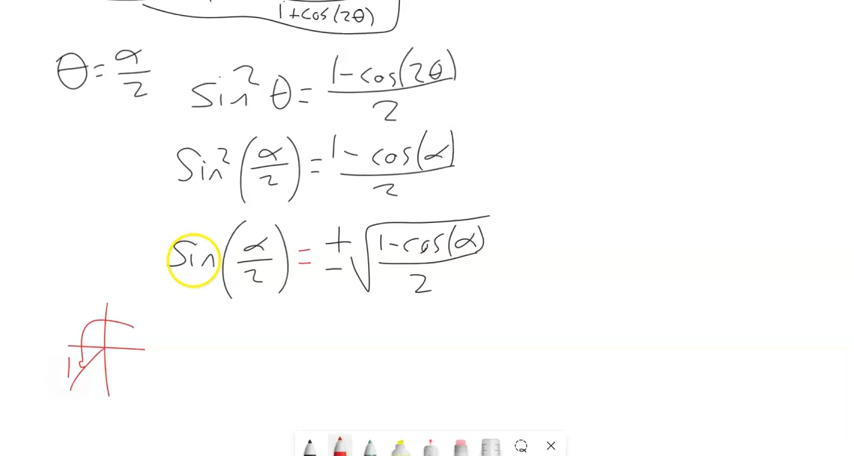 1+cos(2θ)
θ=α/2
sin²θ=(1-cos(2θ))/2
Sin²(α/2)=(1-cos(α))/2
Sin(α/2)=±√((1-cos(α))/2)